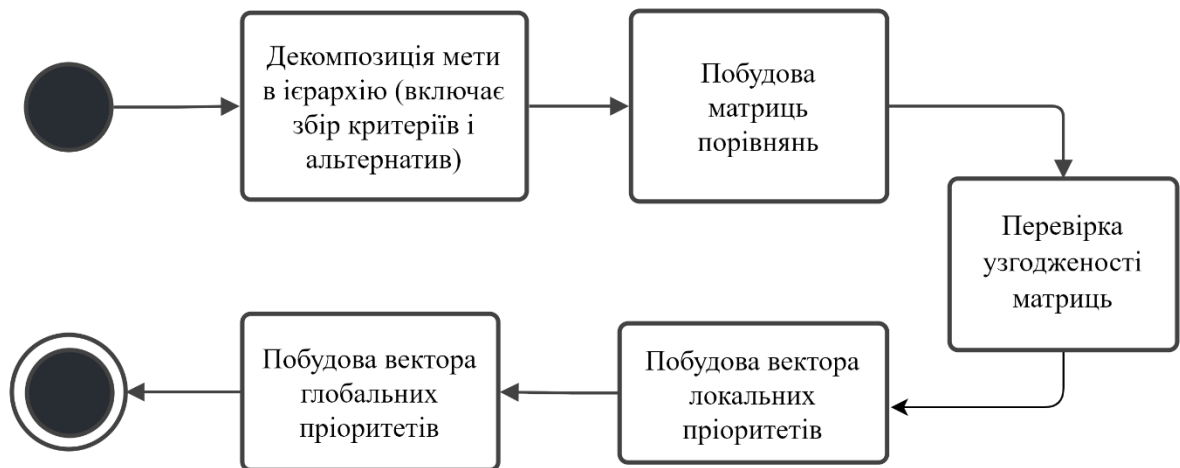 Декомпозиція мети
в ієрархію (включає
збір критеріїв і
альтернатив)
Побудова
матриць
порівнянь
Перевірка
узгодженості
матриць
Побудова вектора
локальних
пріоритетів
Побудова вектора
глобальних
пріоритетів